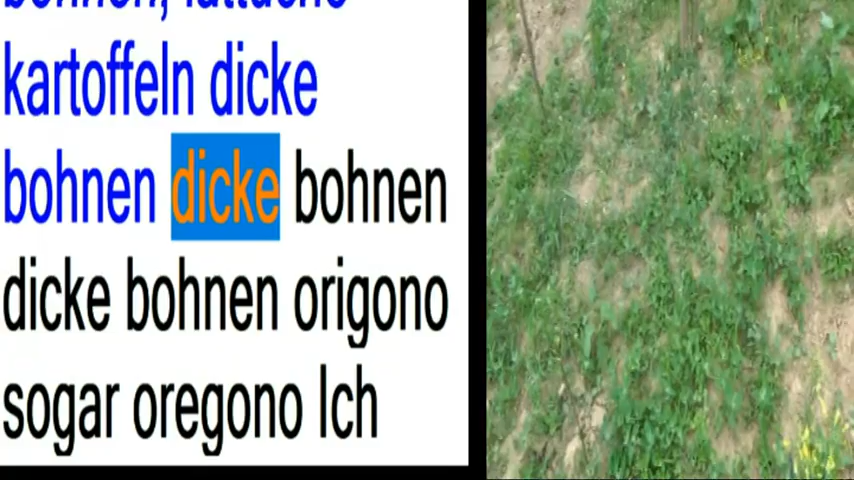 kartoffeln dicke
bohnen dicke bohnen
dicke bohnen origono
sogar oregono Ich